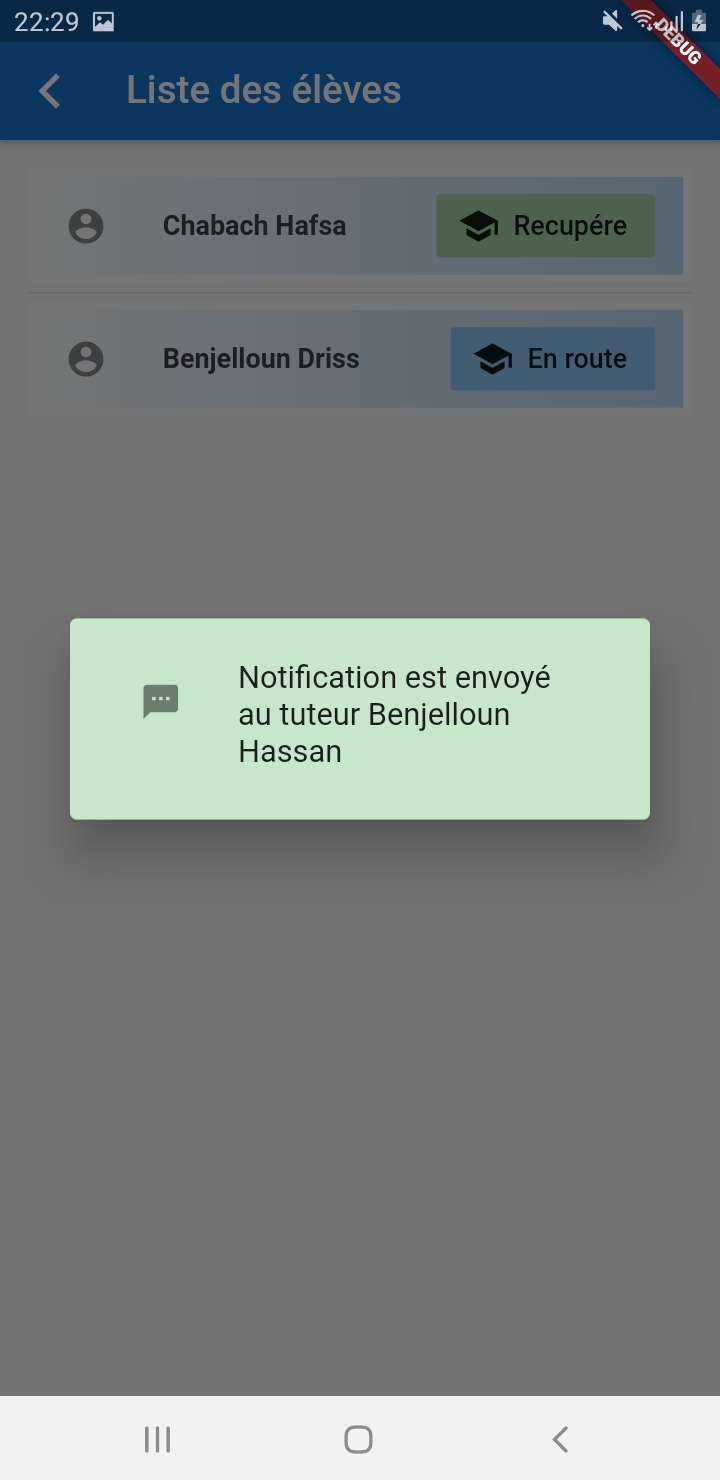 22:29
DEBUG
Liste des élèves
Chabach Hafsa
Recupére
Benjelloun Driss
En route
Notification est envoyé
au tuteur Benjelloun
Hassan